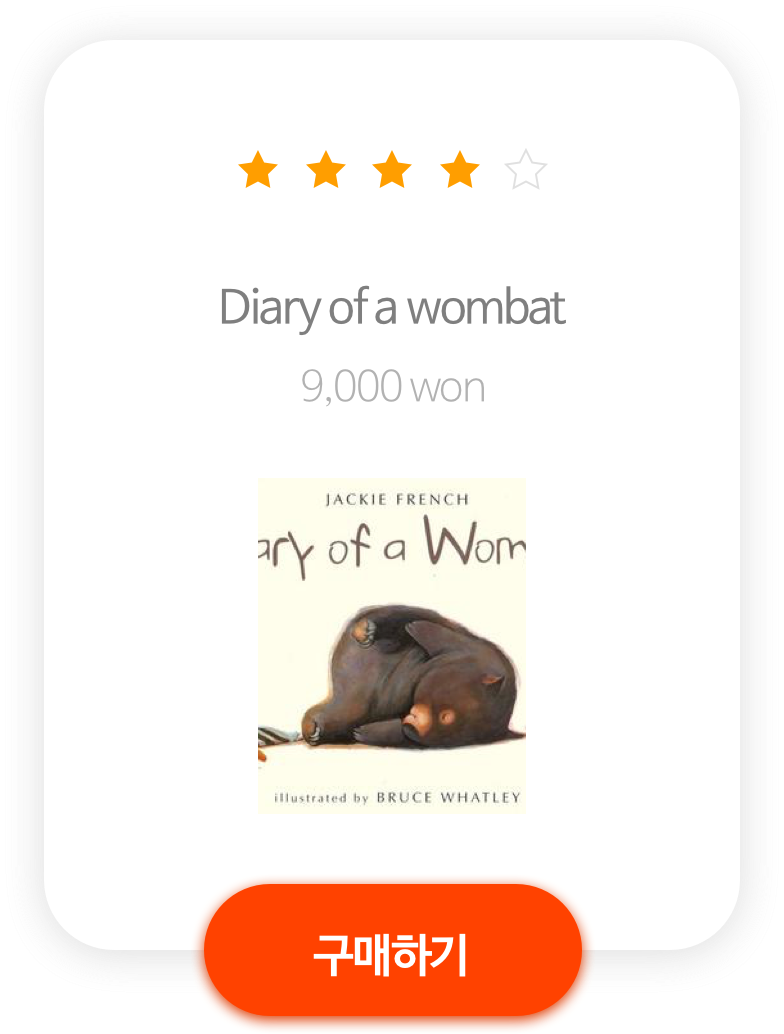 Diary of a wombat
9,000 won
JACKIE FRENCH
ary of a Wom
illustrated by BRUCE WHATLEY
구매하기